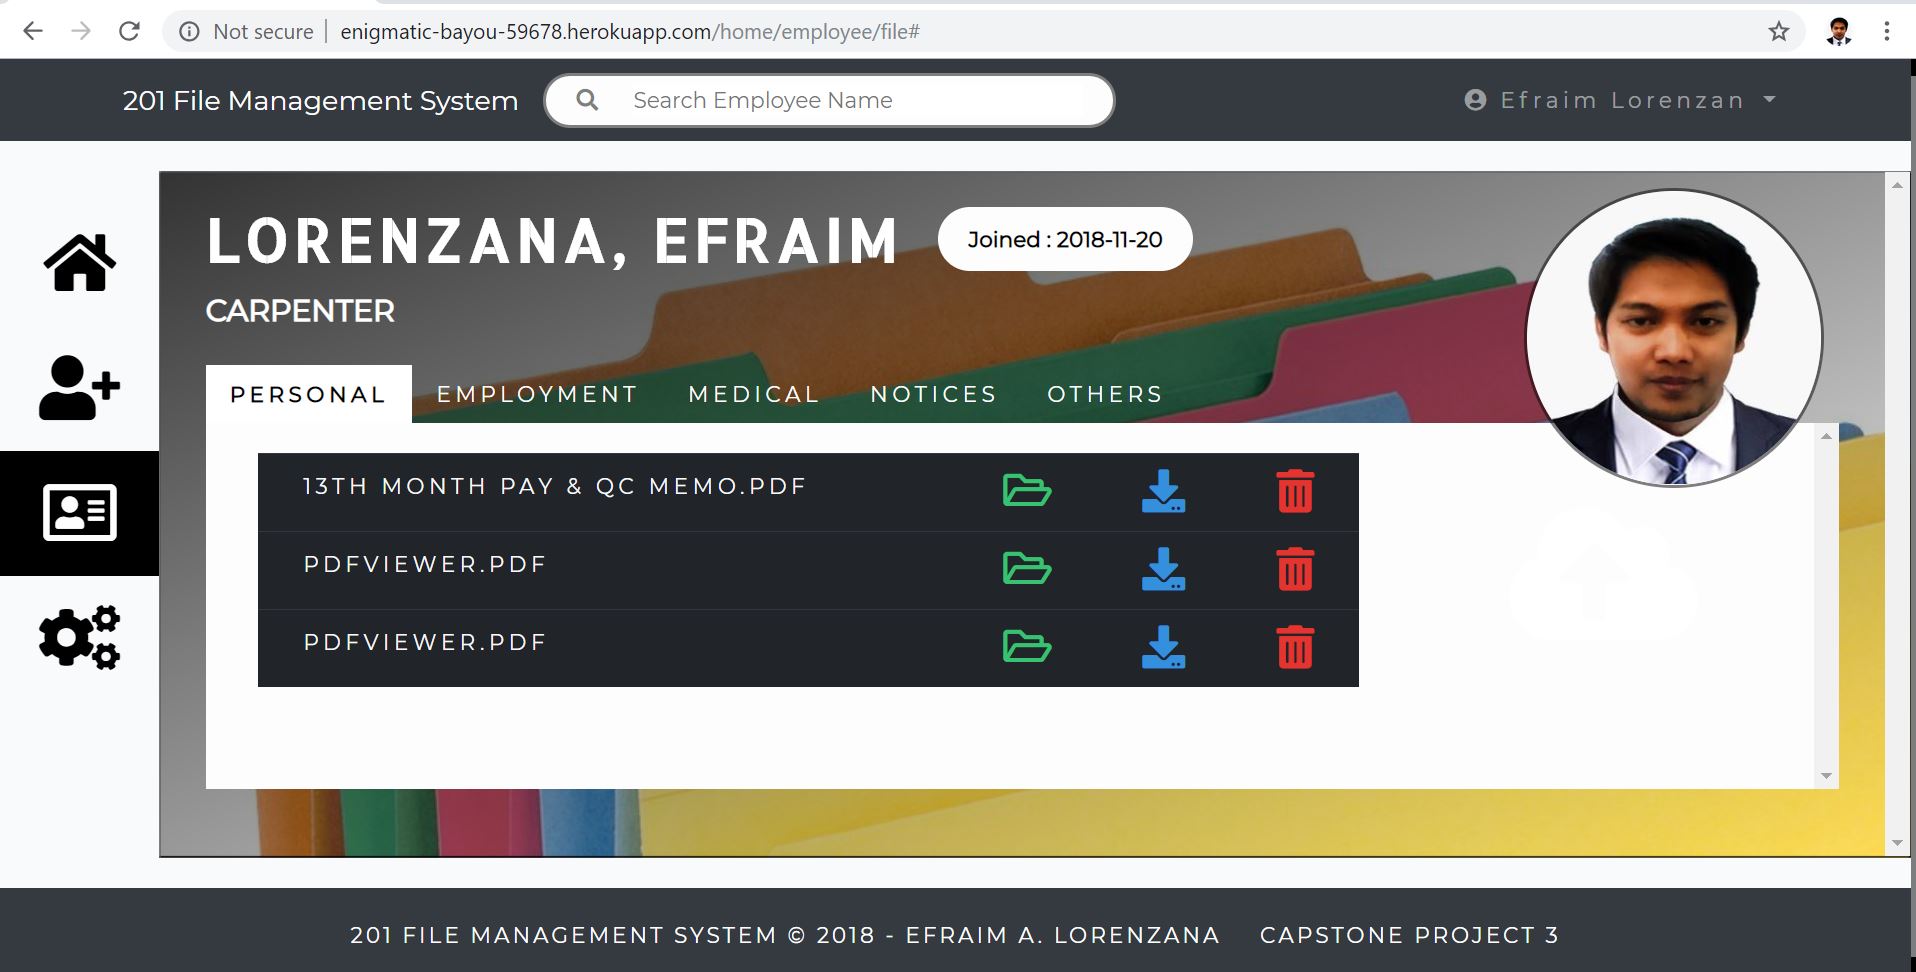 Not secure | enigmatic-bayou-59678.herokuapp.com/home/employee/file#
201 File Management System
Search Employee Name
Efraim Lorenzan
LORENZANA, EFRAIM
Joined : 2018-11-20
CARPENTER
PERSONAL EMPLOYMENT MEDICAL NOTICES OTHERS
13TH MONTH PAY & QC MEMO.PDF
PDFVIEWER.PDF
PDFVIEWER.PDF
201 FILE MANAGEMENT SYSTEM © 2018 - EFRAIM A. LORENZANA CAPSTONE PROJECT 3